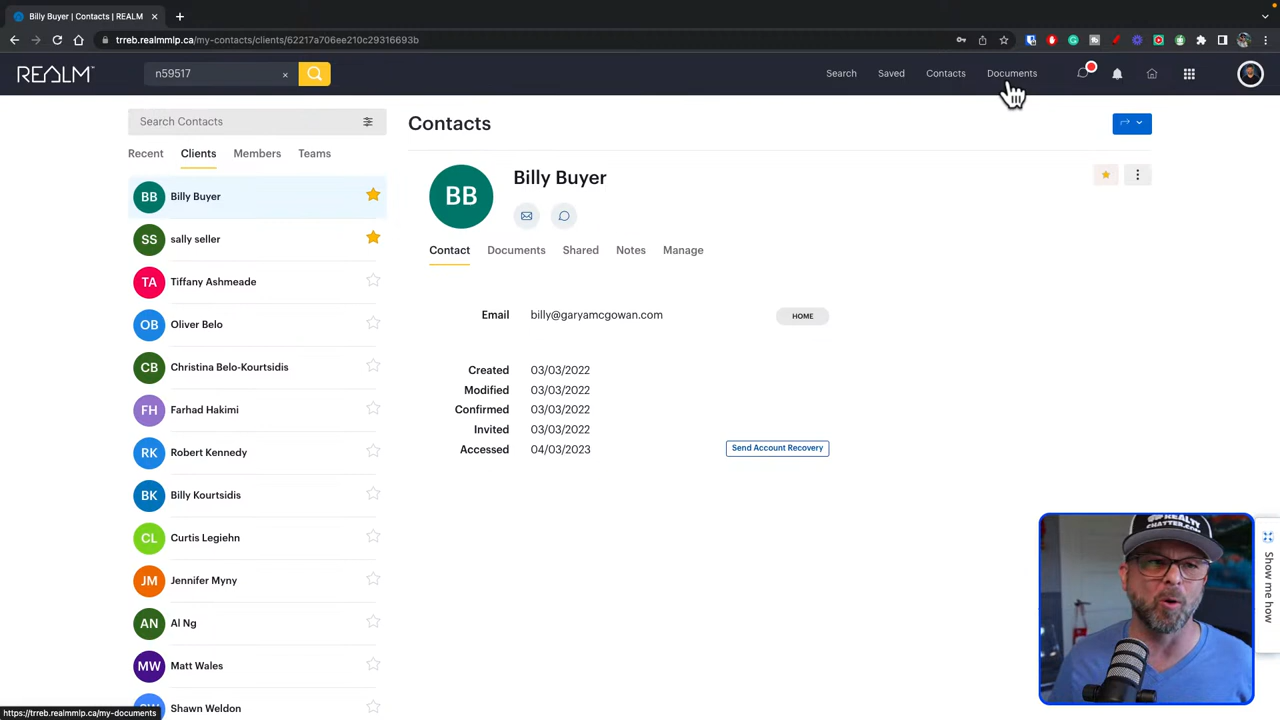 Billy Buyer | Contacts | REALM
trreb.realmmlp.ca/my-contacts/clients/62217a706ee210c29316693b
REALM
n59517
Search
Saved
Contacts
Documents
Search Contacts
Recent
Clients
Members
Teams
BB
Billy Buyer
SS
sally seller
TA
Tiffany Ashmeade
OB
Oliver Belo
CB
Christina Belo-Kourtsidis
FH
Farhad Hakimi
RK
Robert Kennedy
BK
Billy Kourtsidis
CL
Curtis Legiehn
JM
Jennifer Myny
AN
Al Ng
MW
Matt Wales
Shawn Weldon
https://trreb.realmmlp.ca/my-documents
Contacts
BB
Billy Buyer
Contact
Documents
Shared
Notes
Manage
Email
billy@garyamcgowan.com
HOME
Created
03/03/2022
Modified
03/03/2022
Confirmed
03/03/2022
Invited
03/03/2022
Accessed
04/03/2023
Send Account Recovery
REALTY
CHATTER.COM
Show me how